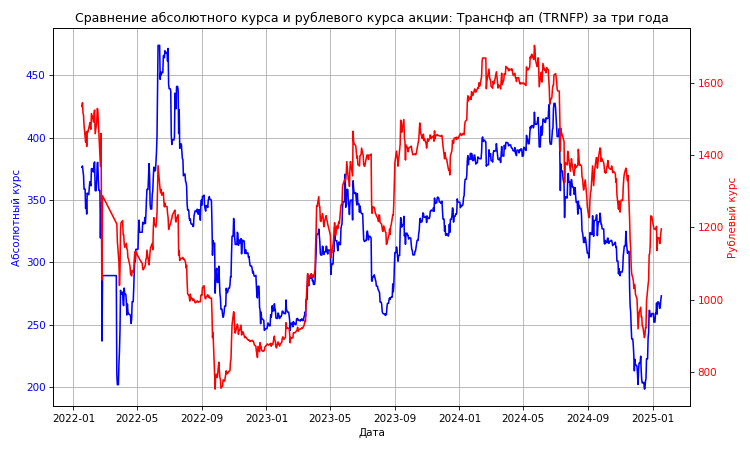 Сравнение абсолютного курса и рублевого курса акции: Транснф ап (TRNFP) за три года
450
400
350
300
250
200
Абсолютный курс
1600
1400
1200
1000
800
Рублевый курс
2022-01 2022-05 2022-09 2023-01 2023-05 2023-09 2024-01 2024-05 2024-09 2025-01
Дата